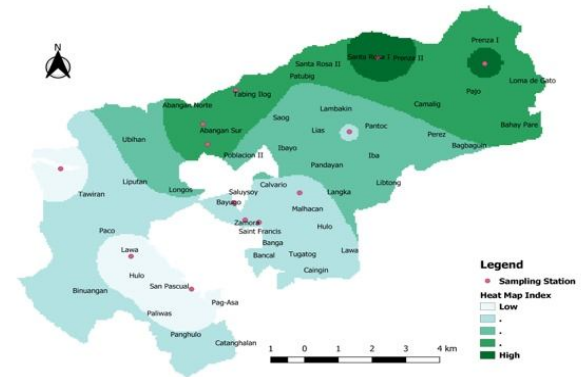 N
Prenza I
Santa Rosa I Prenza II
Santa Rosa II
Loma de Gato
Patubig
Tabing Ilog
Pajo
Abangan Norte
Lambakin
Camalig
Saog
Bahay Pare
Abangan Sur
Lias
Pantoc
Ubihan
Perez
Ibayo
Bagbaguin
Poblacion II
Iba
Pandayan
Lipufan
Calvario
Libtong
Longos
Saluysoy
Langka
Tawiran
Bayugo
Malhacan
Zamora
Hulo
Paco
Saint Francis
Banga
Lawa
Lawa
Bancal
Tugatog
Caingin
Hulo
Binuangan
San Pascual
Pag-Asa
Paliwas
Panghulo
Catanghalan
Legend
Sampling Station
Heat Map Index
Low
.
.
.
High
1 0 1 2 3 4 km